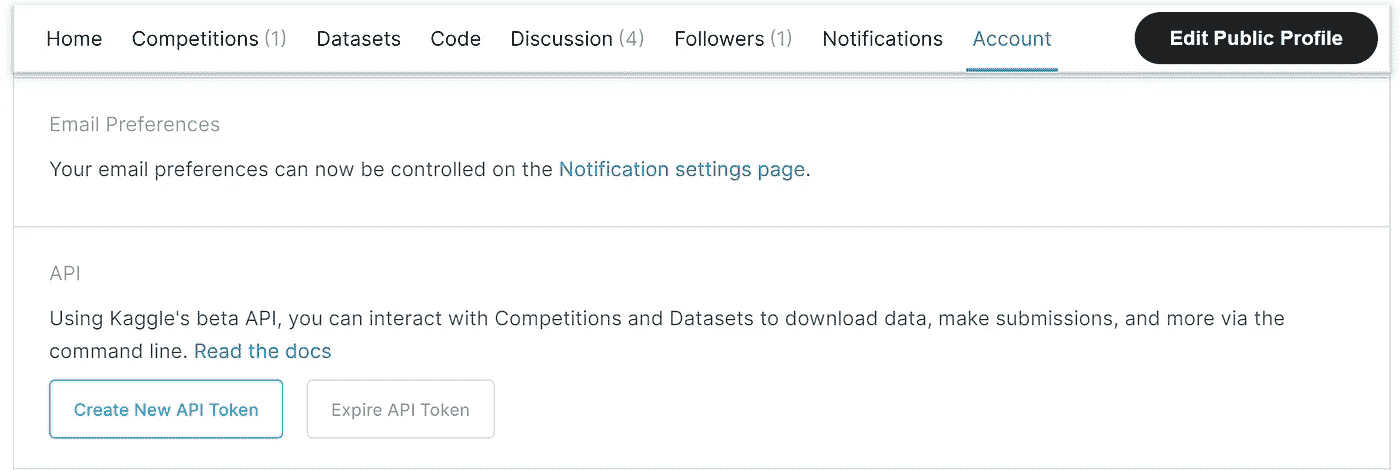 Home Competitions (1) Datasets Code Discussion (4) Followers (1) Notifications Account Edit Public Profile
Email Preferences
Your email preferences can now be controlled on the Notification settings page.
API
Using Kaggle's beta API, you can interact with Competitions and Datasets to download data, make submissions, and more via the
command line. Read the docs
Create New API Token Expire API Token